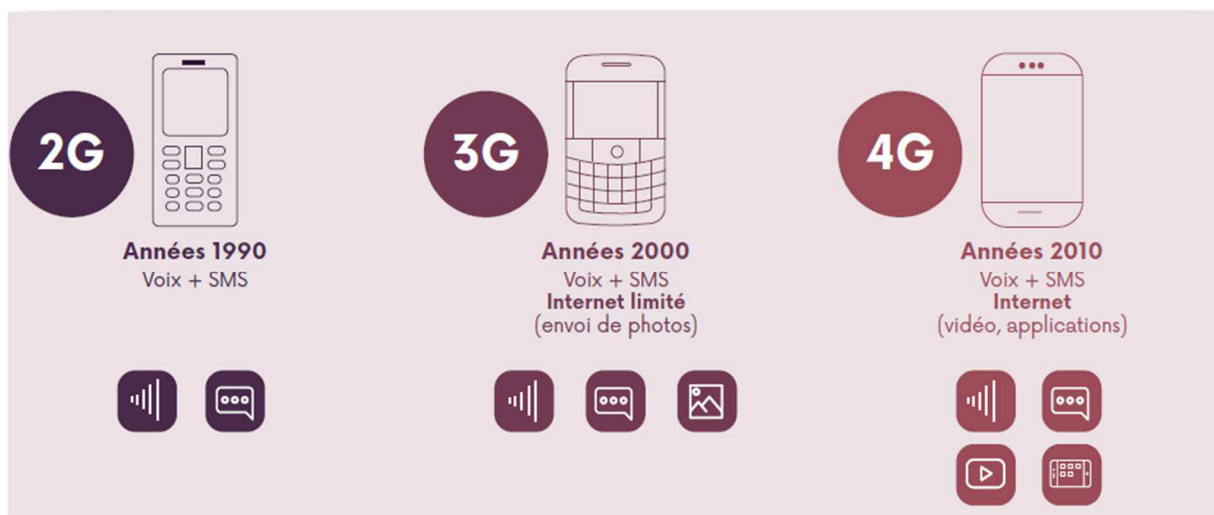 2G
Années 1990
Voix + SMS
3G
Années 2000
Voix + SMS
Internet limité
(envoi de photos)
4G
Années 2010
Voix + SMS
Internet
(vidéo, applications)